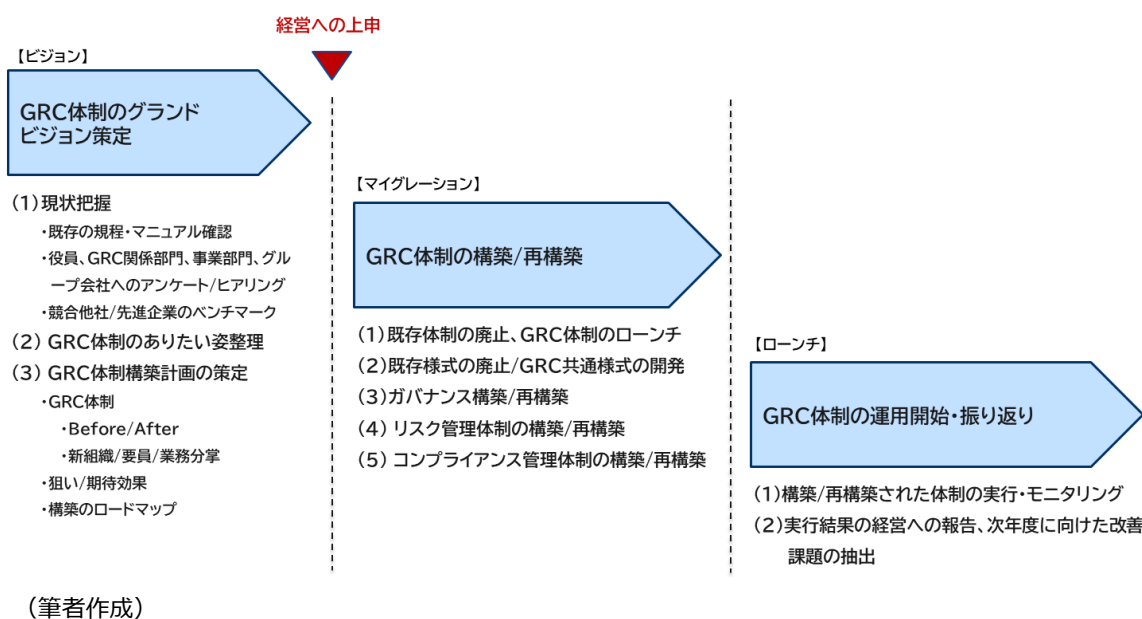 経営への上申
【ビジョン】
GRC体制のグランド
ビジョン策定
(1)現状把握
・既存の規程・マニュアル確認
・役員、GRC関係部門、事業部門、グル
ープ会社へのアンケート/ヒアリング
・競合他社/先進企業のベンチマーク
(2) GRC体制のありたい姿整理
(3) GRC体制構築計画の策定
・GRC体制
・Before/After
・新組織/要員/業務分掌
・狙い/期待効果
・構築のロードマップ
【マイグレーション】
GRC体制の構築/再構築
(1)既存体制の廃止、GRC体制のローンチ
(2)既存様式の廃止/GRC共通様式の開発
(3)ガバナンス構築/再構築
(4) リスク管理体制の構築/再構築
(5) コンプライアンス管理体制の構築/再構築
【ローンチ】
GRC体制の運用開始・振り返り
(1)構築/再構築された体制の実行・モニタリング
(2)実行結果の経営への報告、次年度に向けた改善
課題の抽出
(筆者作成)